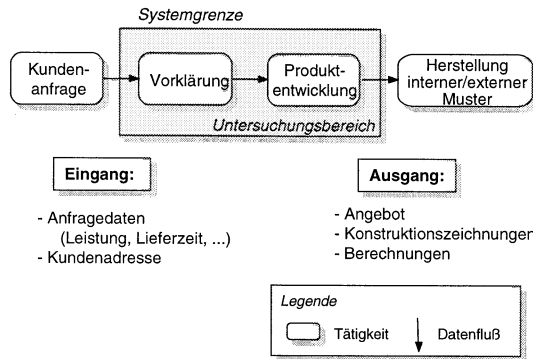 Systemgrenze
Kunden-
anfrage
Vorklärung
Produkt-
entwicklung
Herstellung
interner/externer
Muster
Untersuchungsbereich
Eingang:
- Anfragedaten
(Leistung, Lieferzeit, ...)
- Kundenadresse
Ausgang:
- Angebot
- Konstruktionszeichnungen
- Berechnungen
Legende
Tätigkeit
Datenfluß